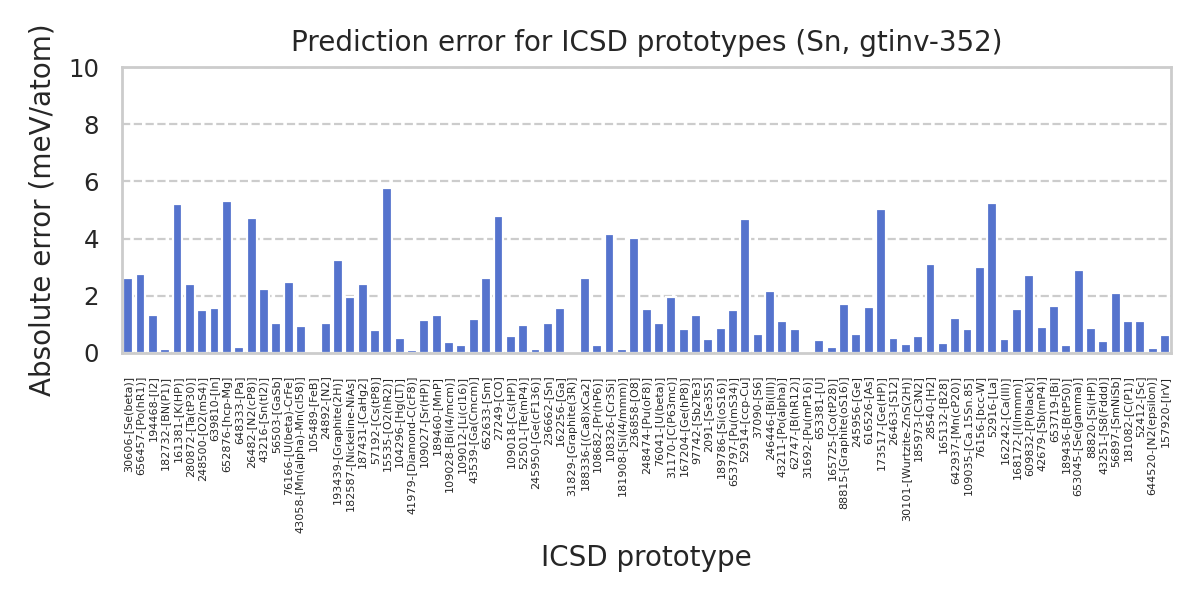 Prediction error for ICSD prototypes (Sn, gtinv-352)
Absolute error (meV/atom)
10
8
6
4
2
0
30606-[Se(beta)]
656457-[Po(hR1)]
194468-[I2]
182732-[BN(P1)]
161381-[K(HP)]
280872-[Ta(tP30)]
248500-[O2(mS4)]
639810-[In]
652876-[hcp-Mg]
648333-[Pa]
26482-[N2(cP8)]
43216-[Sn(tI2)]
56503-[GaSb]
76166-[U(beta)-CrFe]
43058-[Mn(alpha)-Mn(cI58)]
105489-[FeB]
24892-[N2]
193439-[Graphite(2H)]
182587-[Nickeline-NiAs]
187431-[CaHg2]
57192-[Cs(tP8)]
15535-[O2(hR2)]
104296-[Hg(LT)]
41979-[Diamond-C(cF8)]
109027-[Sr(HP)]
189460-[MnP]
109028-[Bi(I4/mcm)]
109012-[Li(cI16)]
43539-[Ga(Cmcm)]
652633-[Sm]
27249-[CO]
109018-[Cs(HP)]
52501-[Te(mP4)]
245950-[Ge(cF136)]
236662-[Sn]
162256-[Ga]
31829-[Graphite(3R)]
188336-[(Ca8)xCa2]
108682-[Pr(hP6)]
108326-[Cr3Si]
181908-[Si(I4/mmm)]
236858-[O8]
248474-[Pu(oF8)]
76041-[U(beta)]
31170-[C(P63mc)]
167204-[Ge(hP8)]
97742-[Sb2Te3]
2091-[Se3S5]
189786-[Si(oS16)]
653797-[Pu(mS34)]
52914-[ccp-Cu]
37090-[S6]
246446-[Bi(III)]
43211-[Po(alpha)]
62747-[B(hR12)]
31692-[Pu(mP16)]
653381-[U]
165725-[Co(tP28)]
88815-[Graphite(oS16)]
245956-[Ge]
616526-[As]
173517-[Ge(HP)]
26463-[S12]
30101-[Wurtzite-ZnS(2H)]
185973-[C3N2]
28540-[H2]
165132-[B28]
642937-[Mn(cP20)]
109035-[Ca.15Sn.85]
76156-[bcc-W]
52916-[La]
162242-[Ca(III)]
168172-[I(Immm)]
609832-[P(black)]
42679-[Sb(mP4)]
189436-[B(tP50)]
653719-[Bi]
653045-[Se(gamma)]
88820-[Si(HP)]
43251-[S8(Fddd)]
56897-[SmNiSb]
181082-[C(P1)]
52412-[Sc]
644520-[N2(epsilon)]
157920-[IrV]
ICSD prototype